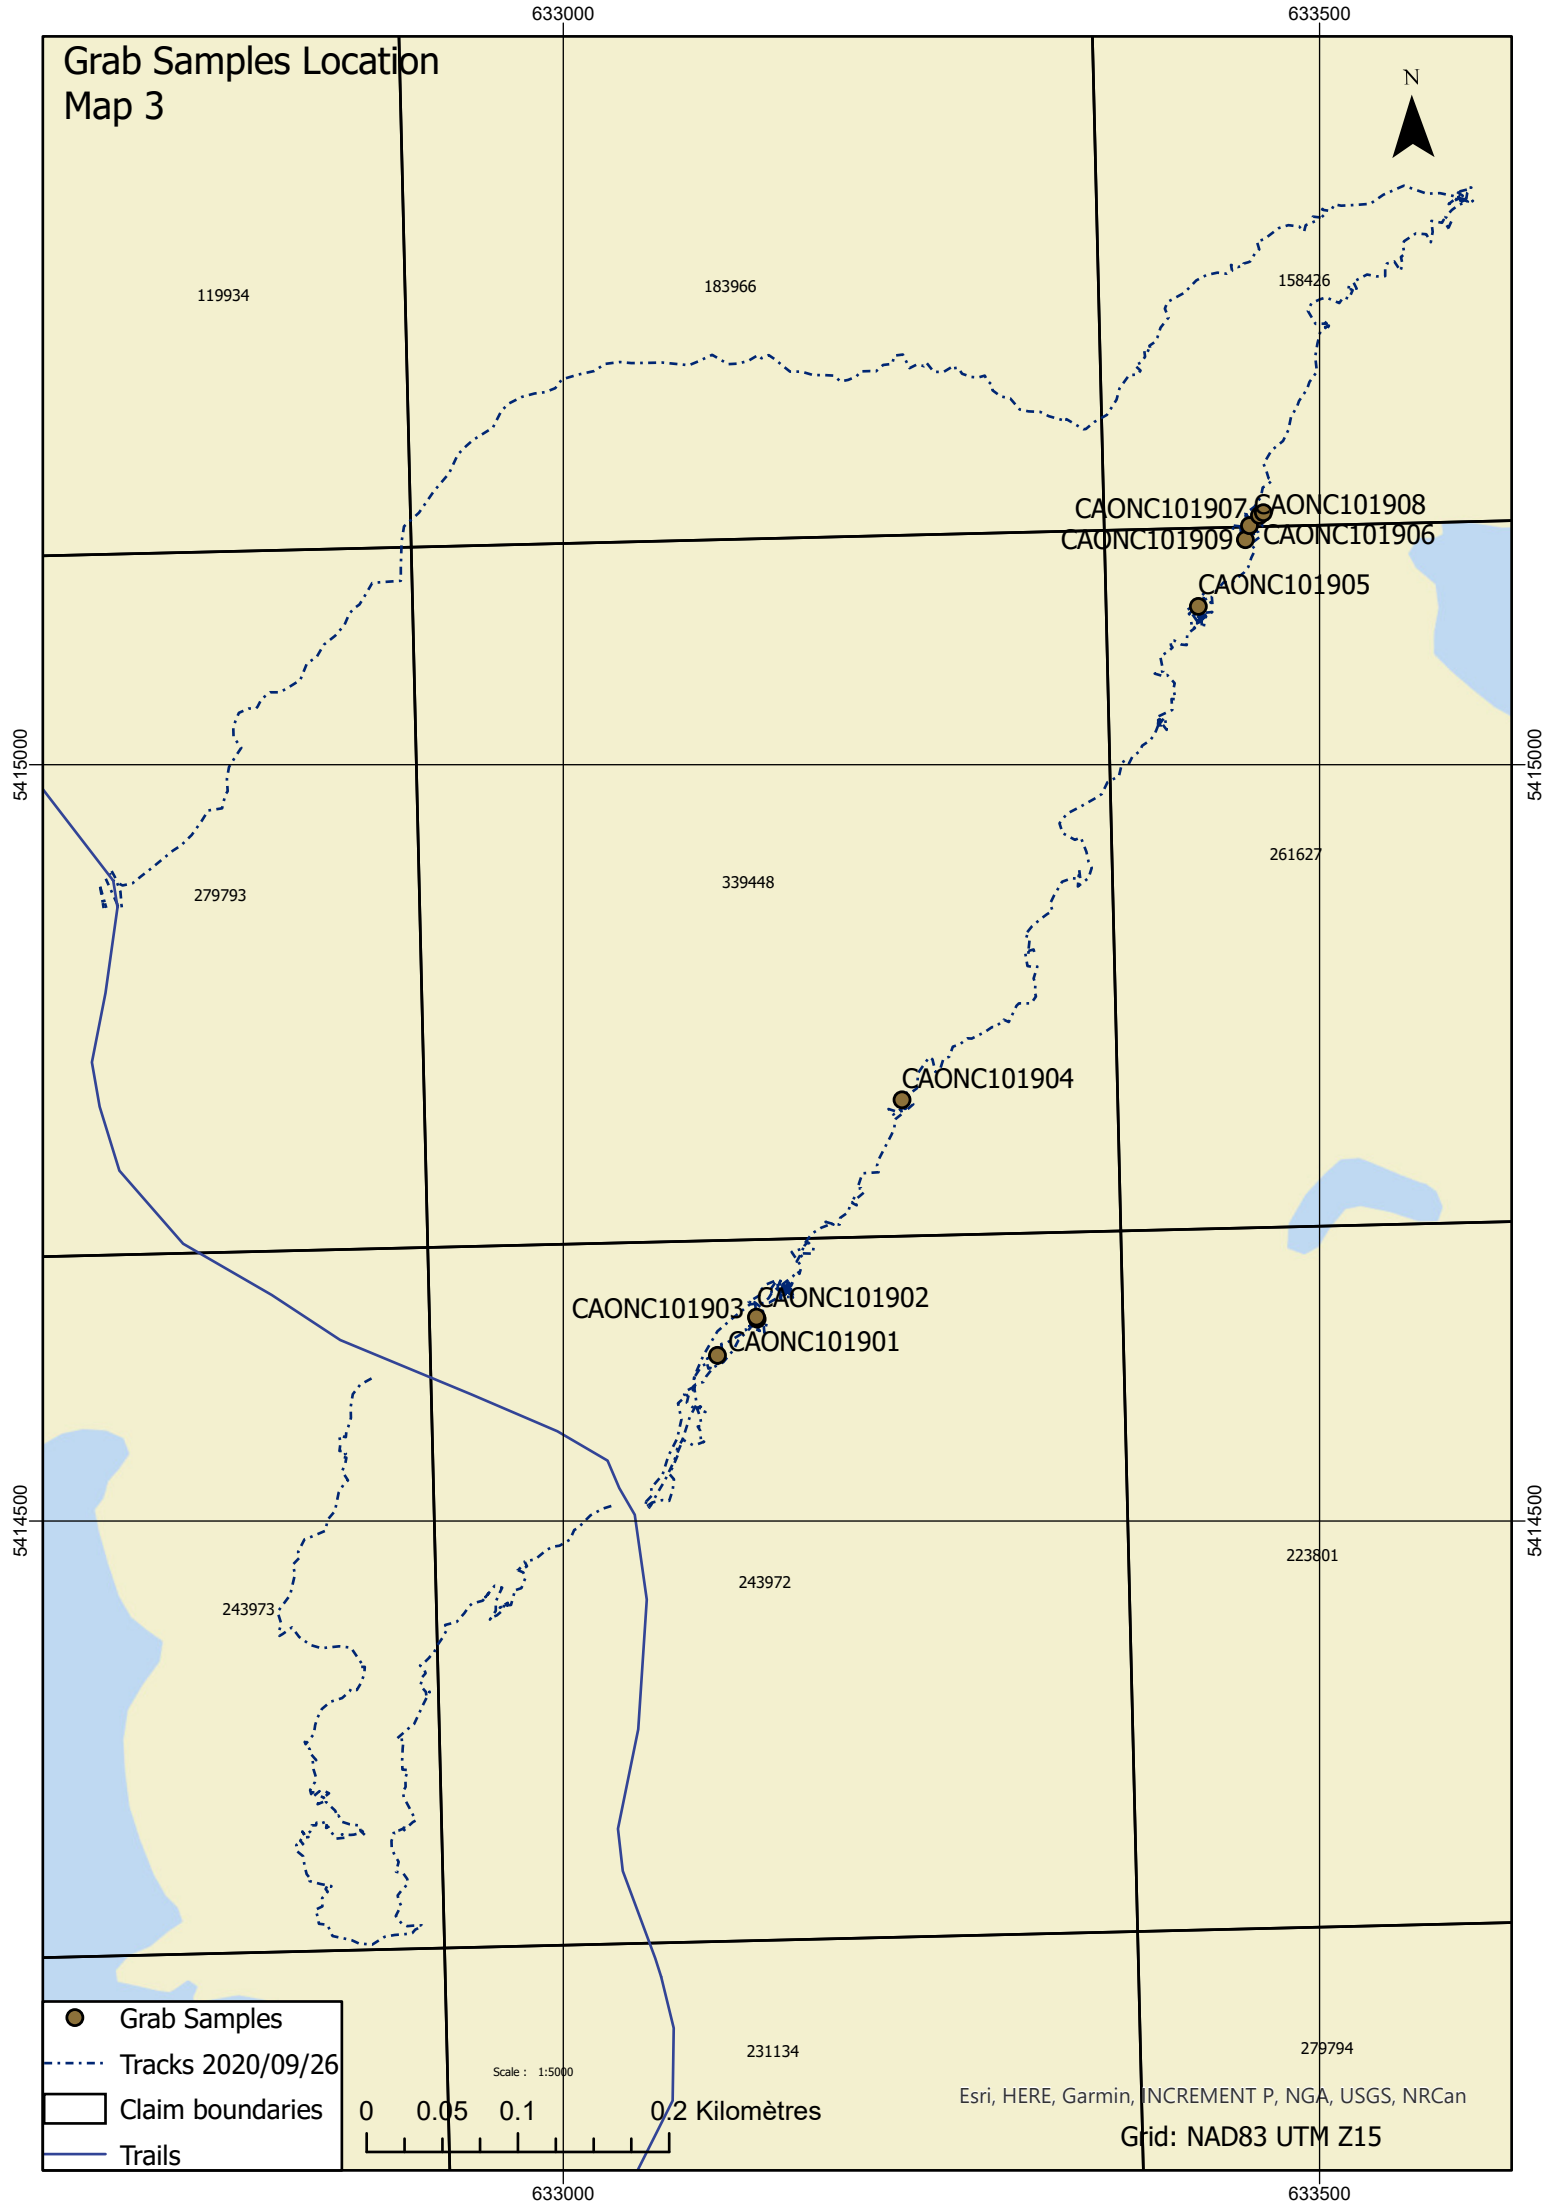 633000
633500
Grab Samples Location
Map 3
N
119934
183966
158426
CAONC101907
CAONC101908
CAONC101909
CAONC101906
CAONC101905
5415000
5415000
279793
339448
261627
CAONC101904
CAONC101903
CAONC101902
CAONC101901
5414500
5414500
243973
243972
223801
231134
279794
Grab Samples
Tracks 2020/09/26
Claim boundaries
Trails
Scale : 1:5000
0 0.05 0.1 0.2 Kilomètres
Esri, HERE, Garmin, INCREMENT P, NGA, USGS, NRCan
Grid: NAD83 UTM Z15
633000
633500